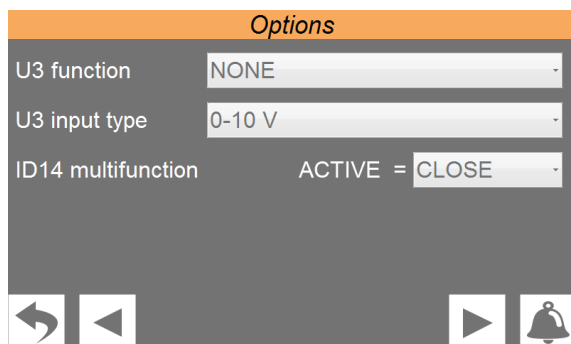 Options
U3 function NONE
U3 input type 0-10 V
ID14 multifunction ACTIVE = CLOSE